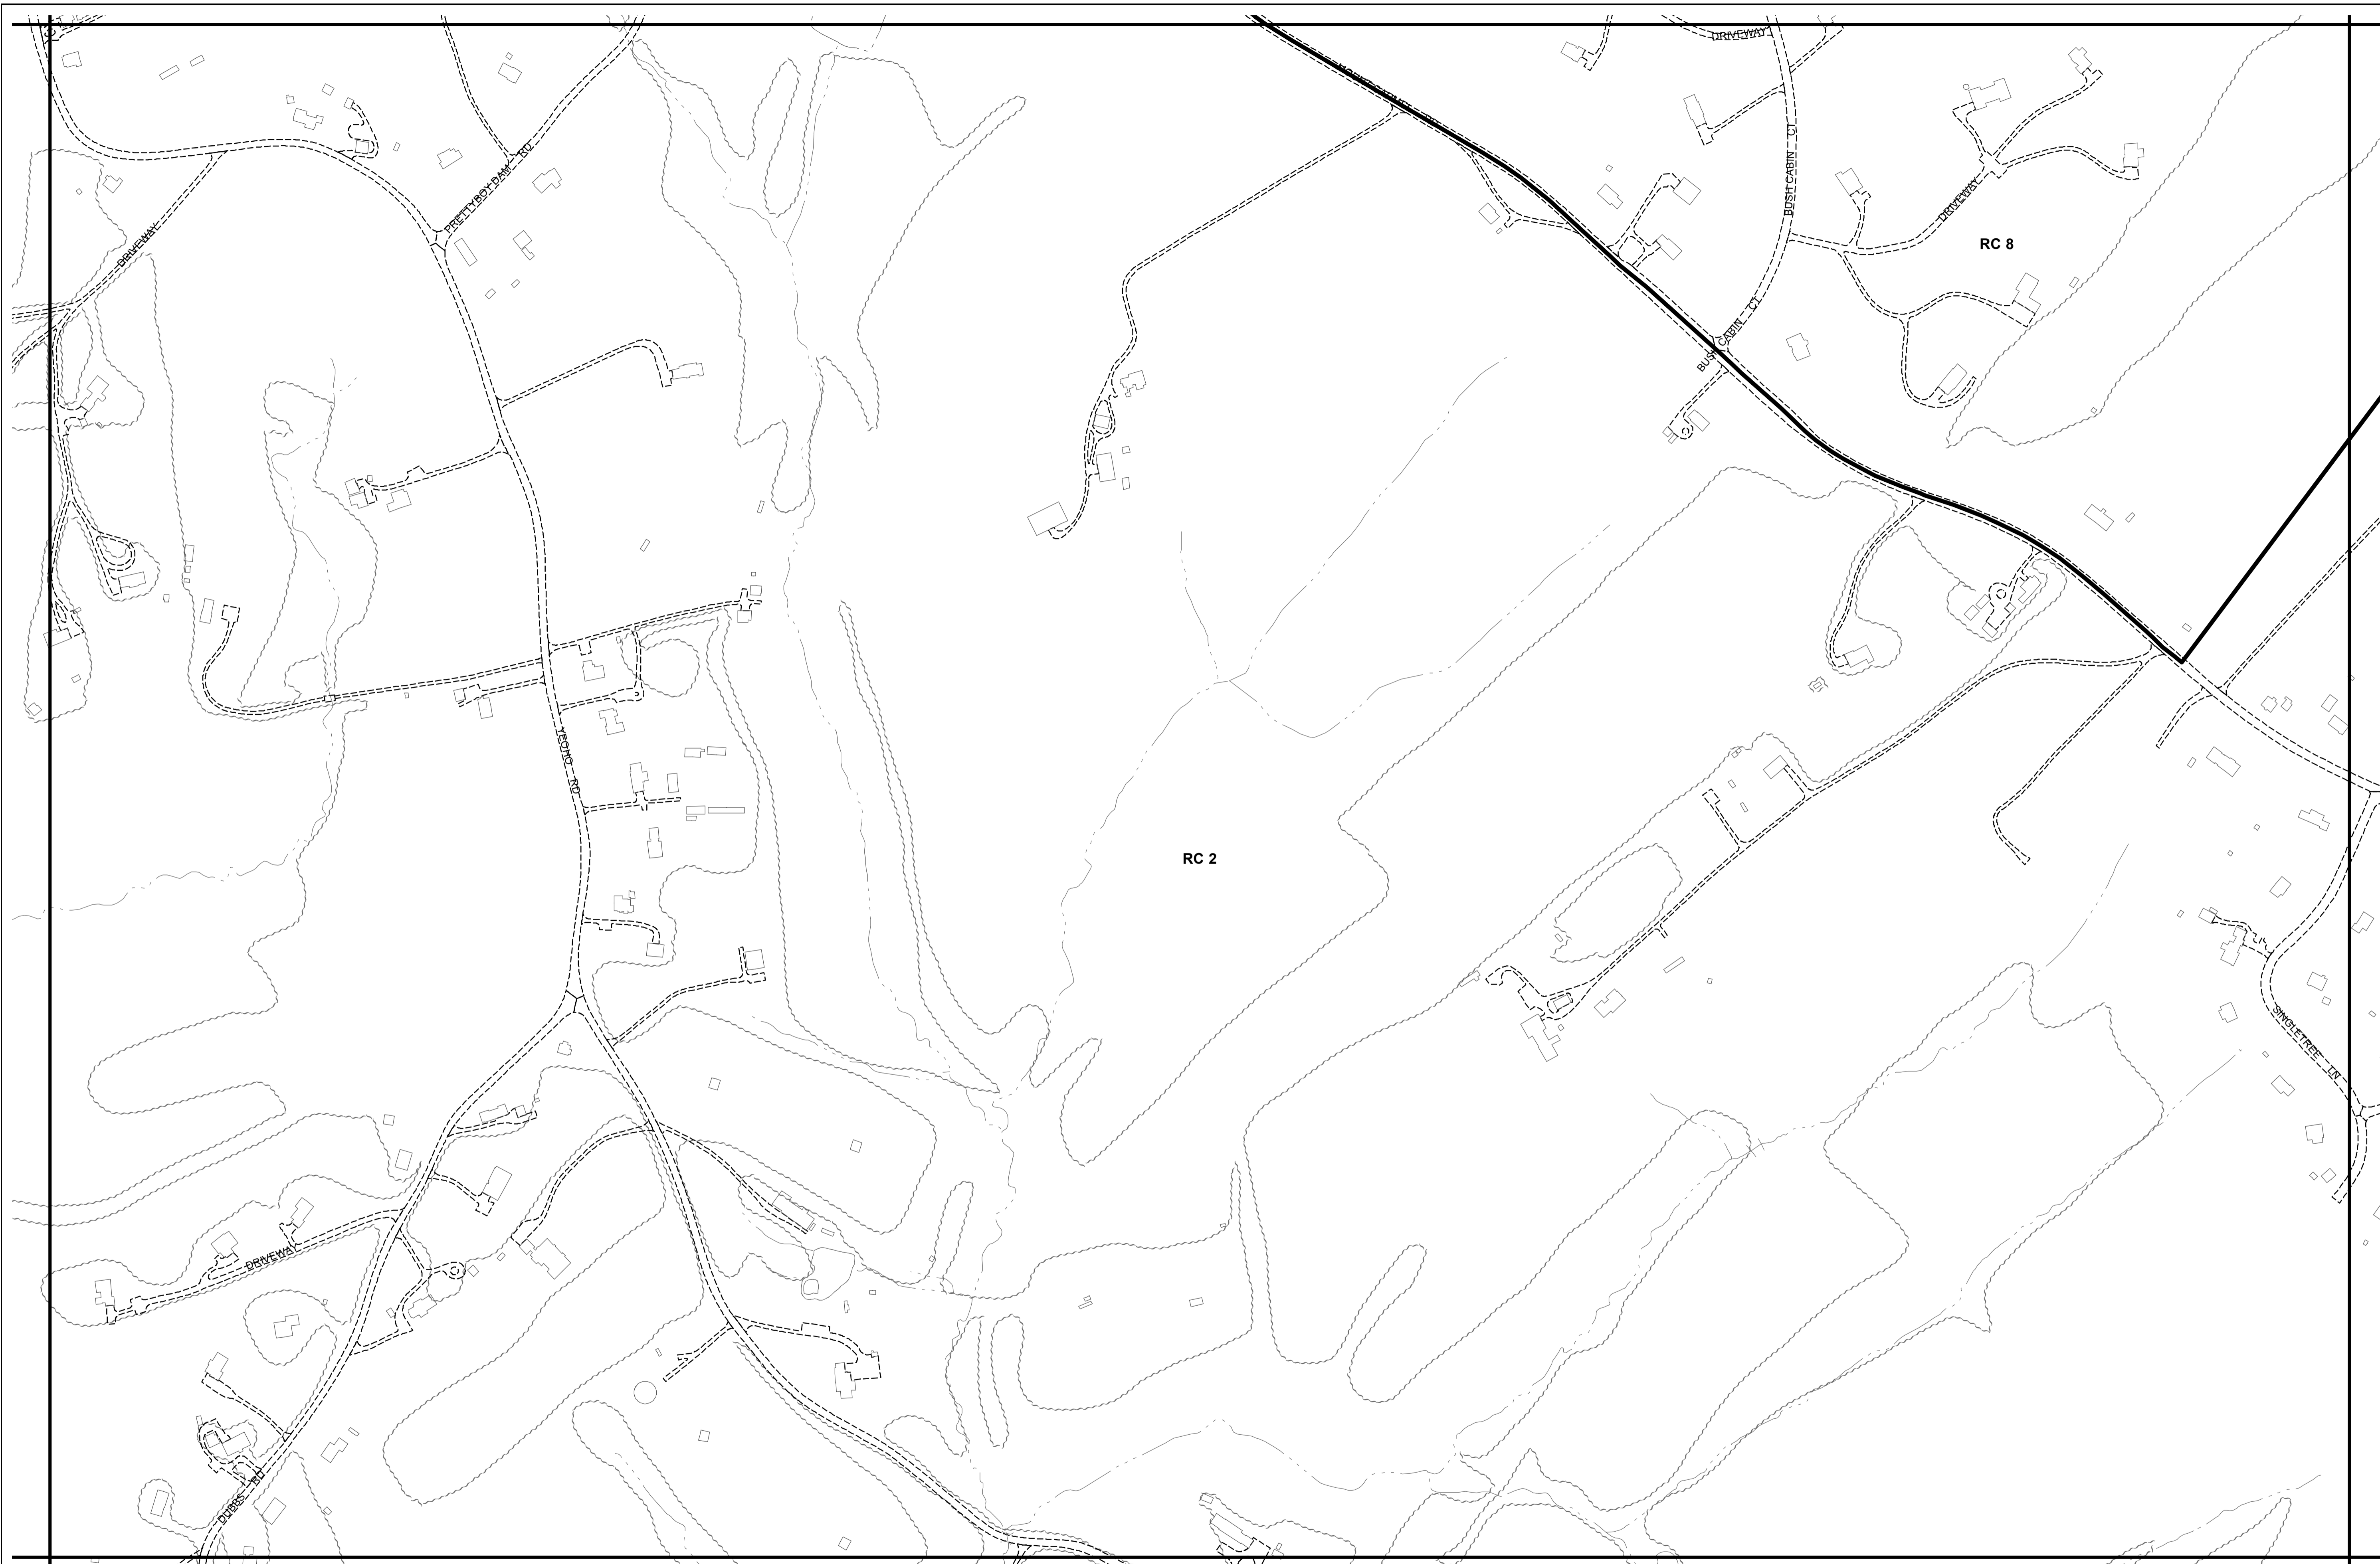 DRIVEWAY
BUSH CABIN CT
PRETTYBOY DAM RD
DRIVEWAY
DRIVEWAY
RC 8
BUSH CABIN CT
YEOHO RD
RC 2
SINGLETREE LN
DRIVEWAY
DUBBS RD